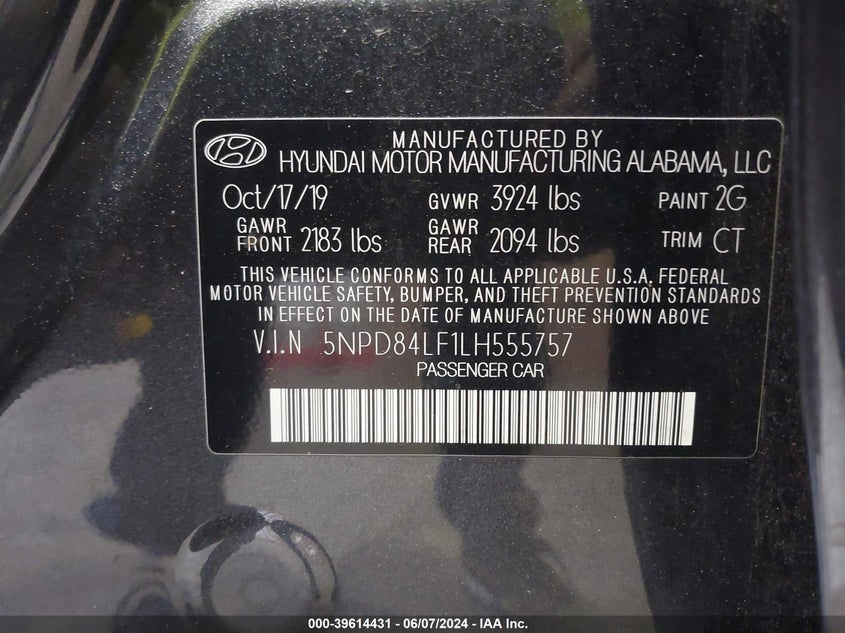 MANUFACTURED BY
HYUNDAI MOTOR MANUFACTURING ALABAMA, LLC
Oct/17/19 GVWR 3924 lbs PAINT 2G
GAWR FRONT 2183 lbs GAWR REAR 2094 lbs TRIM CT
THIS VEHICLE CONFORMS TO ALL APPLICABLE U.S.A. FEDERAL
MOTOR VEHICLE SAFETY, BUMPER, AND THEFT PREVENTION STANDARDS
IN EFFECT ON THE DATE OF MANUFACTURE SHOWN ABOVE
V.I.N 5NPD84LF1LH555757
PASSENGER CAR
000-39614431 - 06/07/2024 - IAA Inc.